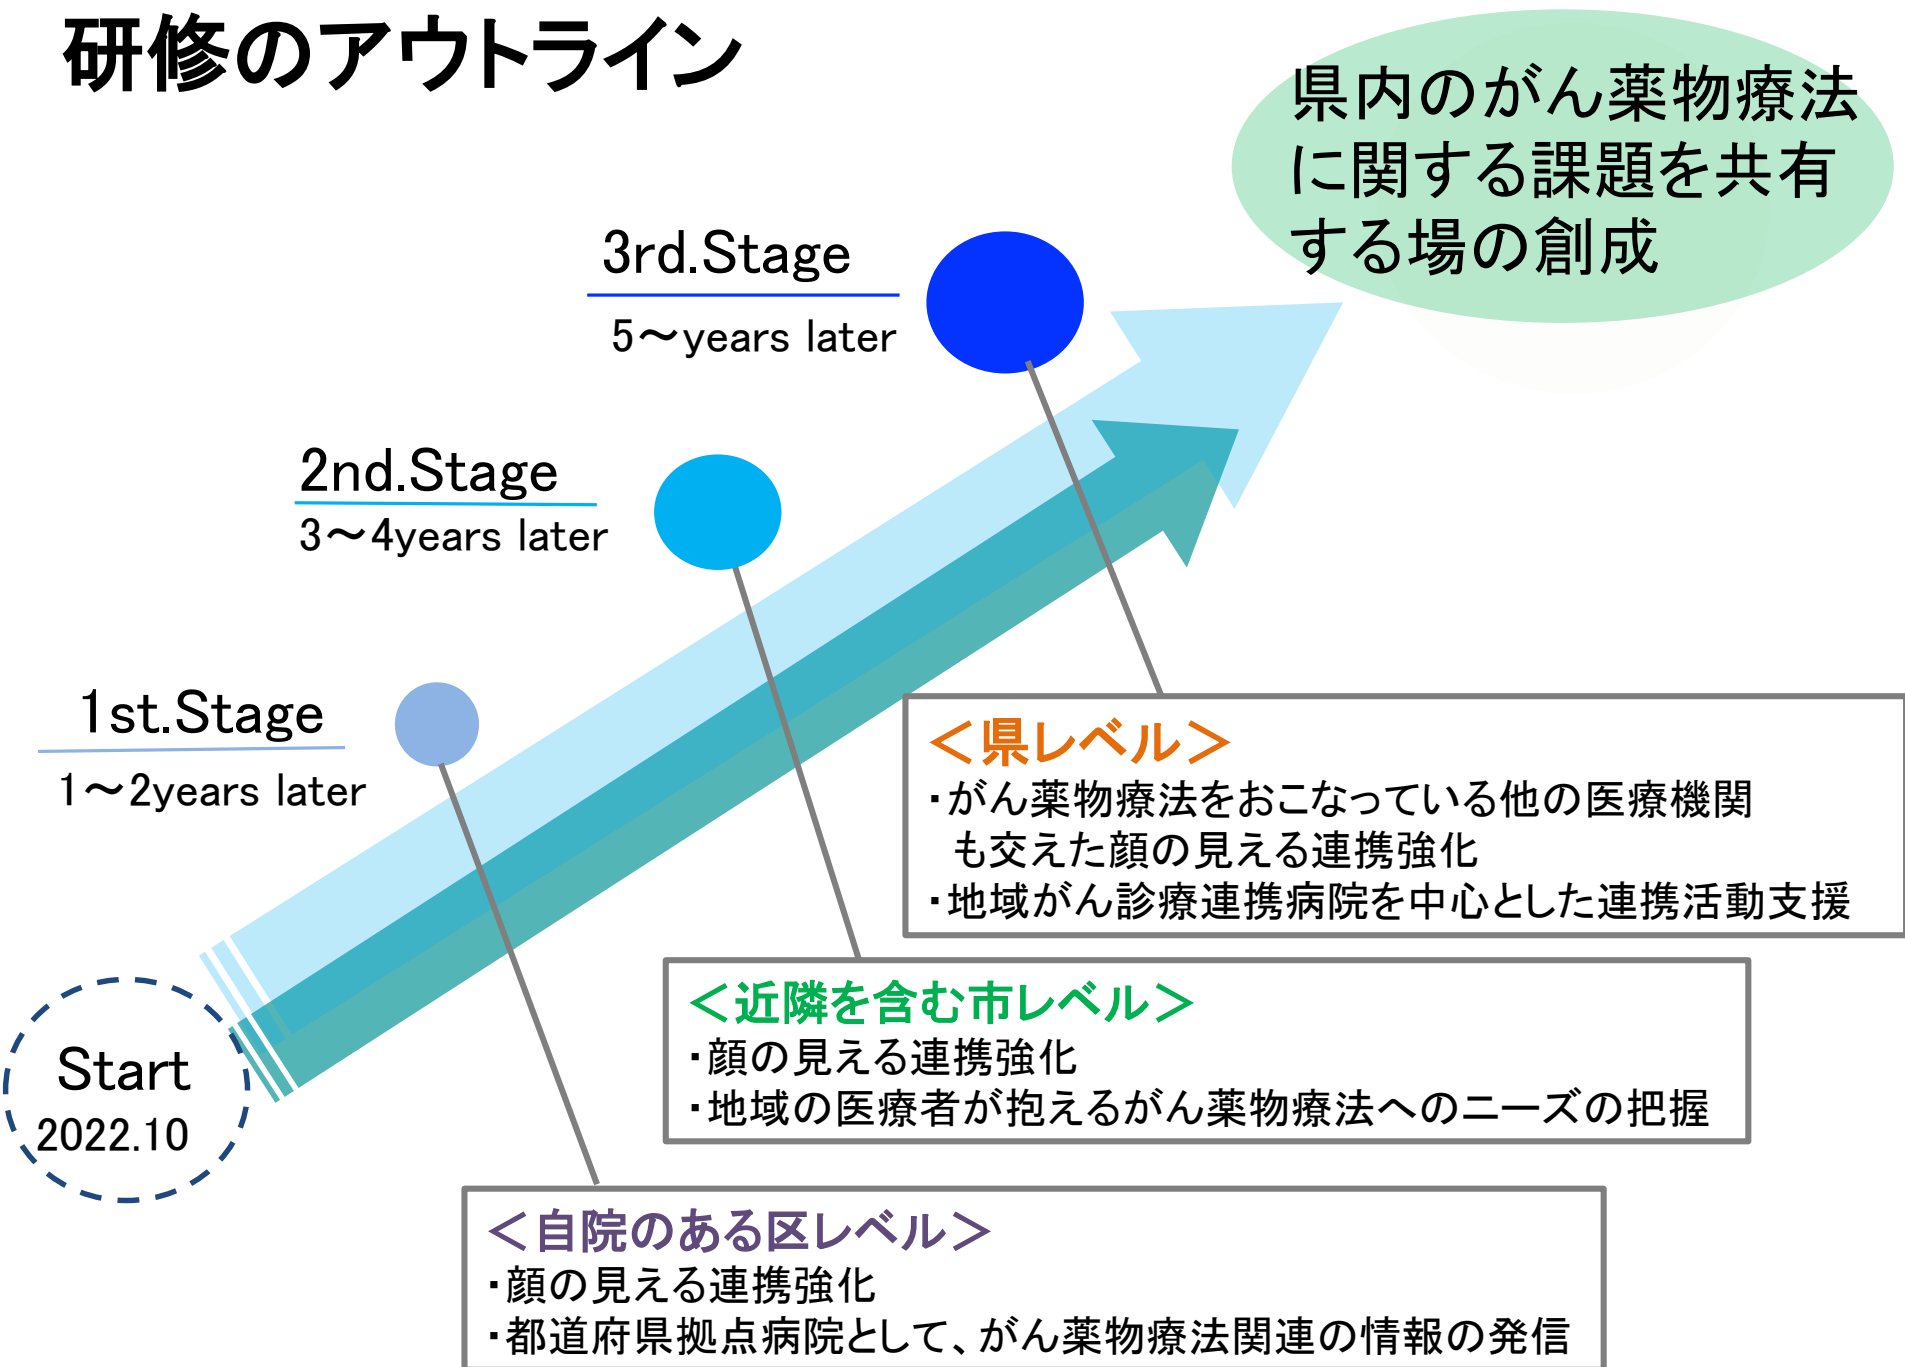 研修のアウトライン
県内のがん薬物療法
に関する課題を共有
する場の創成
3rd.Stage
5～years later
2nd.Stage
3～4years later
1st.Stage
1～2years later
Start
2022.10
＜県レベル＞
・がん薬物療法をおこなっている他の医療機関
も交えた顔の見える連携強化
・地域がん診療連携病院を中心とした連携活動支援
＜近隣を含む市レベル＞
・顔の見える連携強化
・地域の医療者が抱えるがん薬物療法へのニーズの把握
＜自院のある区レベル＞
・顔の見える連携強化
・都道府県拠点病院として、がん薬物療法関連の情報の発信